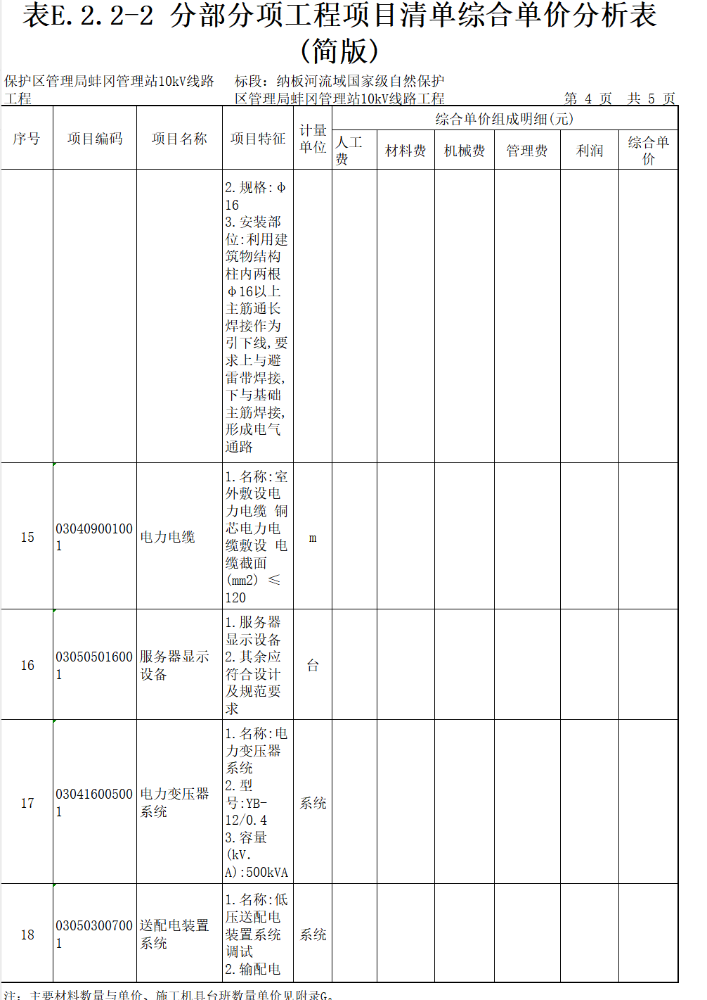 表E.2.2-2 分部分项工程项目清单综合单价分析表
(简版)
保护区管理局蚌冈管理站10kV线路
工程
标段：纳板河流域国家级自然保护
区管理局蚌冈管理站10kV线路工程
第 4 页 共 5 页
序号
项目编码
项目名称
项目特征
计量
单位
综合单价组成明细(元)
人工
费
材料费
机械费
管理费
利润
综合单
价
2.规格:φ
16
3.安装部
位:利用建
筑物结构
柱内两根
φ16以上
主筋通长
焊接作为
引下线,要
求上与避
雷带焊接,
下与基础
主筋焊接,
形成电气
通路
15
03040900100
1
电力电缆
1.名称:室
外敷设电
力电缆 铜
芯电力电
缆敷设 电
缆截面
(mm2) ≤
120
m
16
03050501600
1
服务器显示
设备
1.服务器
显示设备
2.其余应
符合设计
及规范要
求
台
17
03041600500
1
电力变压器
系统
1.名称:电
力变压器
系统
2.型
号:YB-
12/0.4
3.容量
(kV.
A):500kVA
系统
18
03050300700
1
送配电装置
系统
1.名称:低
压送配电
装置系统
调试
2.输配电
系统
注：主要材料数量与单价、施工机具台班数量单价见附录G。